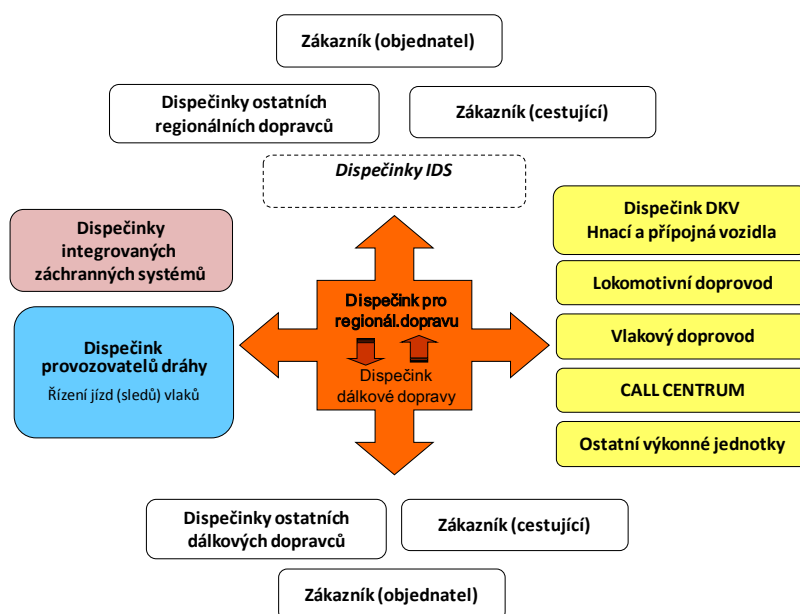 Zákazník (objednatel)
Dispečinky ostatních
regionálních dopravců
Zákazník (cestující)
Dispečinky IDS
Dispečinky
integrovaných
záchranných systémů
Dispečink
provozovatelů dráhy
Řízení jízd (sledů) vlaků
Dispečink pro
regionál.dopravu
Dispečink
dálkové dopravy
Dispečink DKV
Hnací a přípojná vozidla
Lokomotivní doprovod
Vlakový doprovod
CALL CENTRUM
Ostatní výkonné jednotky
Dispečinky ostatních
dálkových dopravců
Zákazník (cestující)
Zákazník (objednatel)